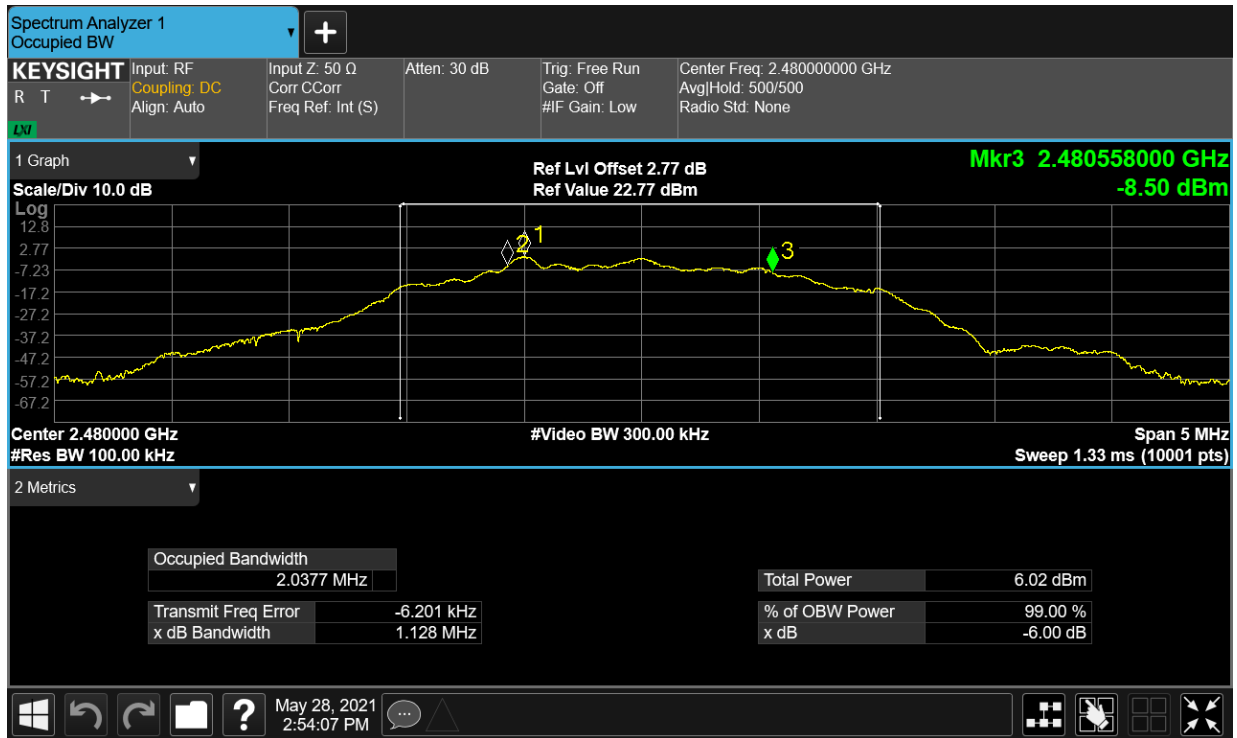 Spectrum Analyzer 1
Occupied BW
+
KEYSIGHT Input: RF Input Z: 50 Ω Atten: 30 dB Trig: Free Run Center Freq: 2.480000000 GHz
R T Coupling: DC Corr CCorr Gate: Off Avg|Hold: 500/500
Align: Auto Freq Ref: Int (S) #IF Gain: Low Radio Std: None
LXI
1 Graph Ref Lvl Offset 2.77 dB Mkr3 2.480558000 GHz
Scale/Div 10.0 dB Ref Value 22.77 dBm -8.50 dBm
Log
12.8
2.77
-7.23
-17.2
-27.2
-37.2
-47.2
-57.2
-67.2
2 1
3
Center 2.480000 GHz #Video BW 300.00 kHz Span 5 MHz
#Res BW 100.00 kHz Sweep 1.33 ms (10001 pts)
2 Metrics
Occupied Bandwidth
2.0377 MHz Total Power 6.02 dBm
Transmit Freq Error -6.201 kHz % of OBW Power 99.00 %
x dB Bandwidth 1.128 MHz x dB -6.00 dB
? May 28, 2021
2:54:07 PM